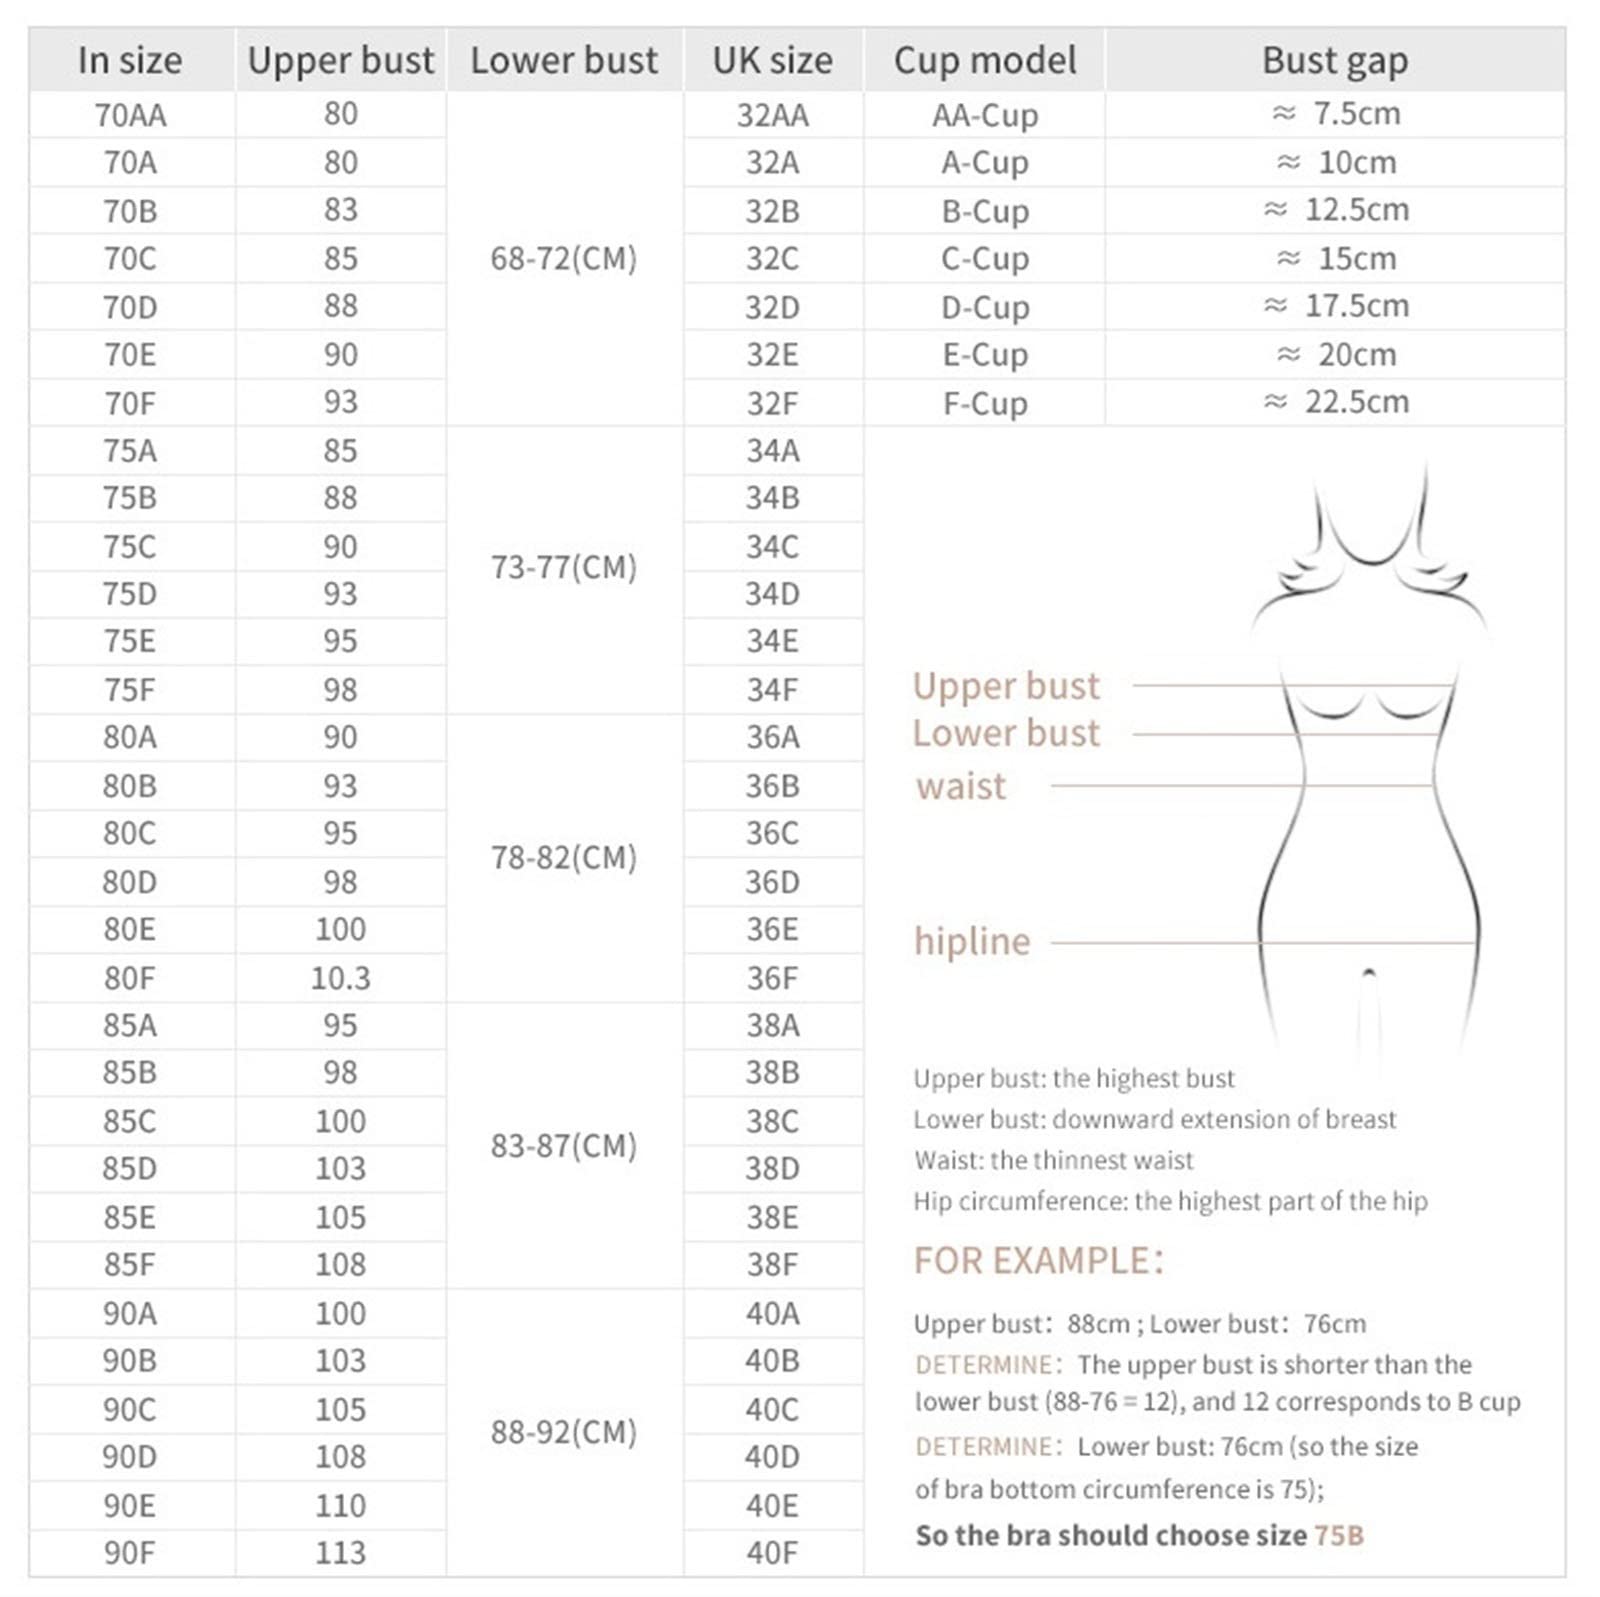 In size Upper bust Lower bust UK size Cup model Bust gap
70AA 80 32AA AA-Cup ≈ 7.5cm
70A 80 32A A-Cup ≈ 10cm
70B 83 32B B-Cup ≈ 12.5cm
70C 85 68-72(CM) 32C C-Cup ≈ 15cm
70D 88 32D D-Cup ≈ 17.5cm
70E 90 32E E-Cup ≈ 20cm
70F 93 32F F-Cup ≈ 22.5cm
75A 85 34A
75B 88 34B
75C 90 73-77(CM) 34C
75D 93 34D
75E 95 34E
75F 98 34F
80A 90 36A
80B 93 36B
80C 95 78-82(CM) 36C
80D 98 36D
80E 100 36E
80F 10.3 36F
85A 95 38A
85B 98 38B
85C 100 83-87(CM) 38C
85D 103 38D
85E 105 38E
85F 108 38F
90A 100 40A
90B 103 40B
90C 105 88-92(CM) 40C
90D 108 40D
90E 110 40E
90F 113 40F
Upper bust
Lower bust
waist
hipline
Upper bust: the highest bust
Lower bust: downward extension of breast
Waist: the thinnest waist
Hip circumference: the highest part of the hip
FOR EXAMPLE:
Upper bust: 88cm ; Lower bust: 76cm
DETERMINE: The upper bust is shorter than the
lower bust (88-76 = 12), and 12 corresponds to B cup
DETERMINE: Lower bust: 76cm (so the size
of bra bottom circumference is 75);
So the bra should choose size 75B